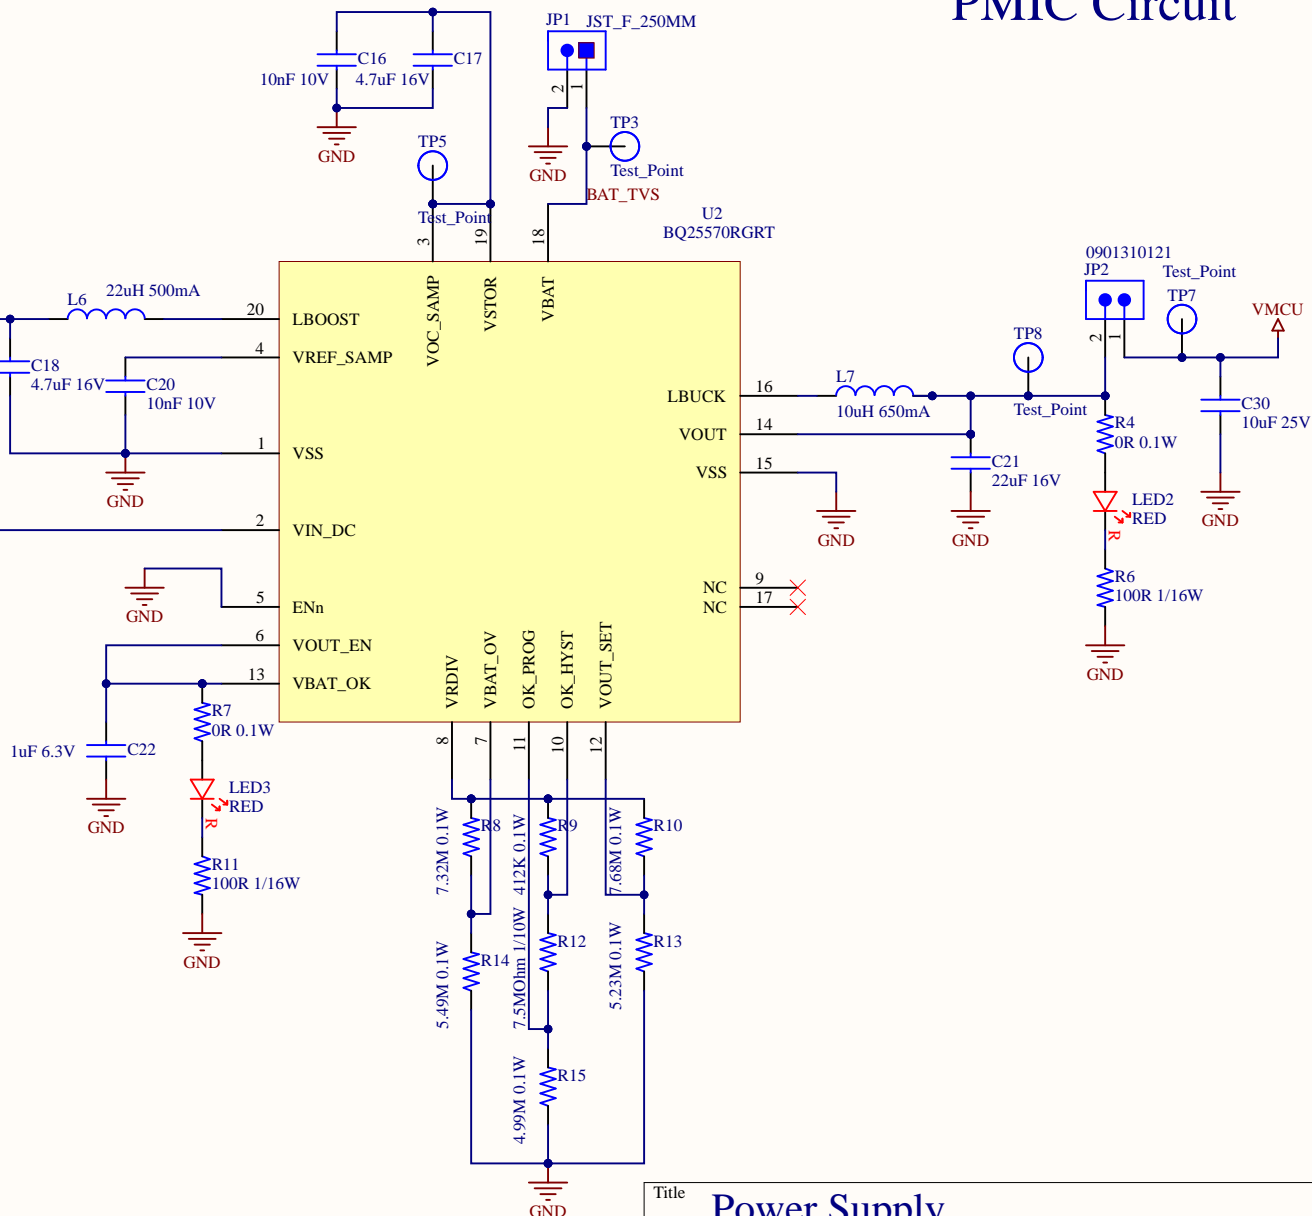 PMIC Circuit
JP1 JST_F_250MM
C16
10nF 10V
C17
4.7uF 16V
GND
2
1
GND
TP3
Test_Point
BAT_TVS
TP5
Test_Point
3
19
18
U2
BQ25570RGRT
VOC_SAMP
VSTOR
VBAT
L6
22uH 500mA
20
LBOOST
4
VREF_SAMP
C18
4.7uF 16V
C20
10nF 10V
1
VSS
GND
2
VIN_DC
GND
5
ENn
6
VOUT_EN
13
VBAT_OK
R7
0R 0.1W
1uF 6.3V
C22
GND
LED3
RED
R
R11
100R 1/16W
GND
LBUCK
16
VOUT
14
VSS
15
NC
9
NC
17
L7
10uH 650mA
GND
C21
22uF 16V
GND
TP8
Test_Point
0901310121
JP2
2
1
Test_Point
TP7
VMCU
C30
10uF 25V
GND
R4
0R 0.1W
LED2
RED
R
R6
100R 1/16W
GND
VRDIV
VBAT_OV
OK_PROG
OK_HYST
VOUT_SET
8
7
11
10
12
R8
7.32M 0.1W
R9
412K 0.1W
R10
7.68M 0.1W
R14
5.49M 0.1W
R12
7.5MOhm 1/10W
R13
5.23M 0.1W
R15
4.99M 0.1W
GND
Title
Power Supply